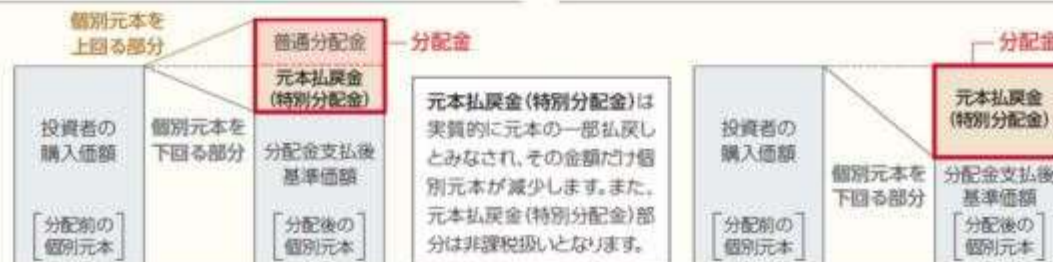 個別元本を
上回る部分
普通分配金
分配金
元本払戻金
(特別分配金)
投資者の
購入価額
個別元本を
下回る部分
分配金支払後
基準価額
[分配前の
個別元本]
[分配後の
個別元本]
元本払戻金(特別分配金)は
実質的に元本の一部払戻し
とみなされ、その金額だけ個
別元本が減少します。また、
元本払戻金(特別分配金)部
分は非課税扱いとなります。
分配金
元本払戻金
(特別分配金)
投資者の
購入価額
個別元本を
下回る部分
分配金支払後
基準価額
[分配前の
個別元本]
[分配後の
個別元本]